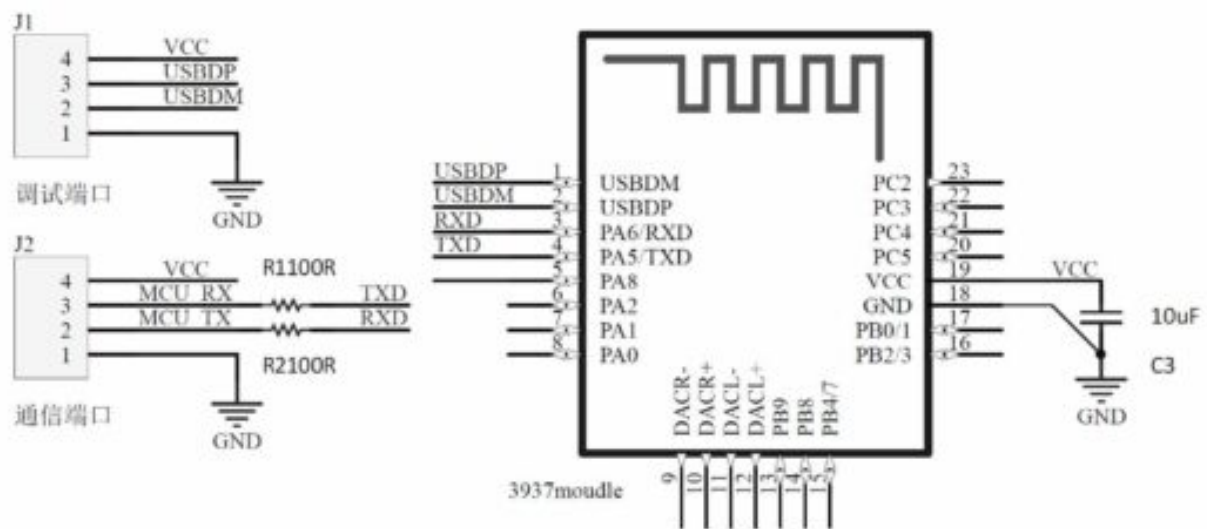 J1
4 VCC
3 USBDP
2 USBDM
1
调试端口
GND
J2
4 VCC
3 MCU_RX R1100R TXD
2 MCU_TX R2100R RXD
1
通信端口
GND
USBDP 1 USBDM
USBDM 2 USBDP
RXD 3 PA6/RXD
TXD 4 PA5/TXD
5 PA8
6 PA2
7 PA1
8 PA0
PC2 23
PC3 22
PC4 21
PC5 20
VCC 19 VCC
GND 18
PB0/1 17
PB2/3 16
10uF
C3
GND
DACR- 9
DACR+ 10
DACL- 11
DACL+ 12
PB9 13
PB8 14
PB4/7 15
3937moudle